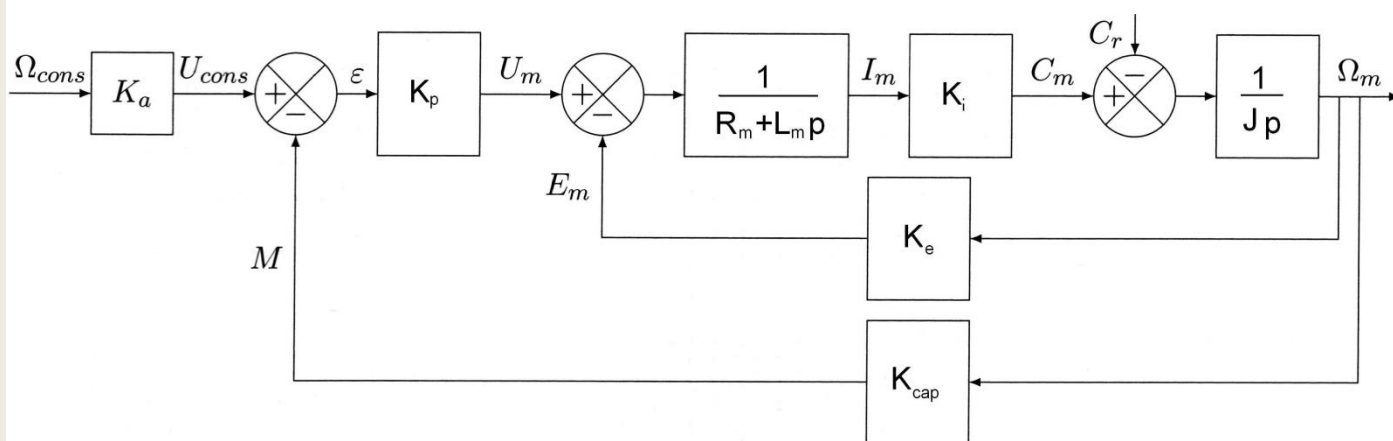 C_r
Ω_cons
K_a
U_cons
+
−
ε
K_p
U_m
+
−
1
R_m+L_m p
I_m
K_i
C_m
+
−
1
J p
Ω_m
E_m
K_e
M
K_cap